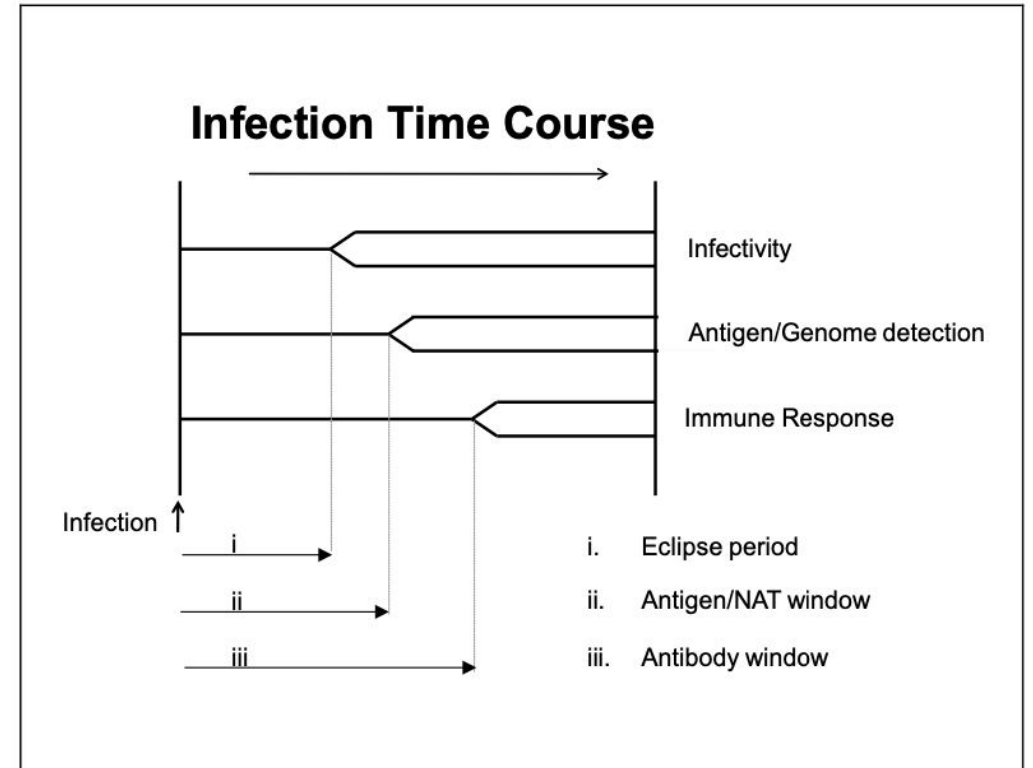 Infection Time Course
Infectivity
Antigen/Genome detection
Immune Response
Infection
i
ii
iii
i. Eclipse period
ii. Antigen/NAT window
iii. Antibody window